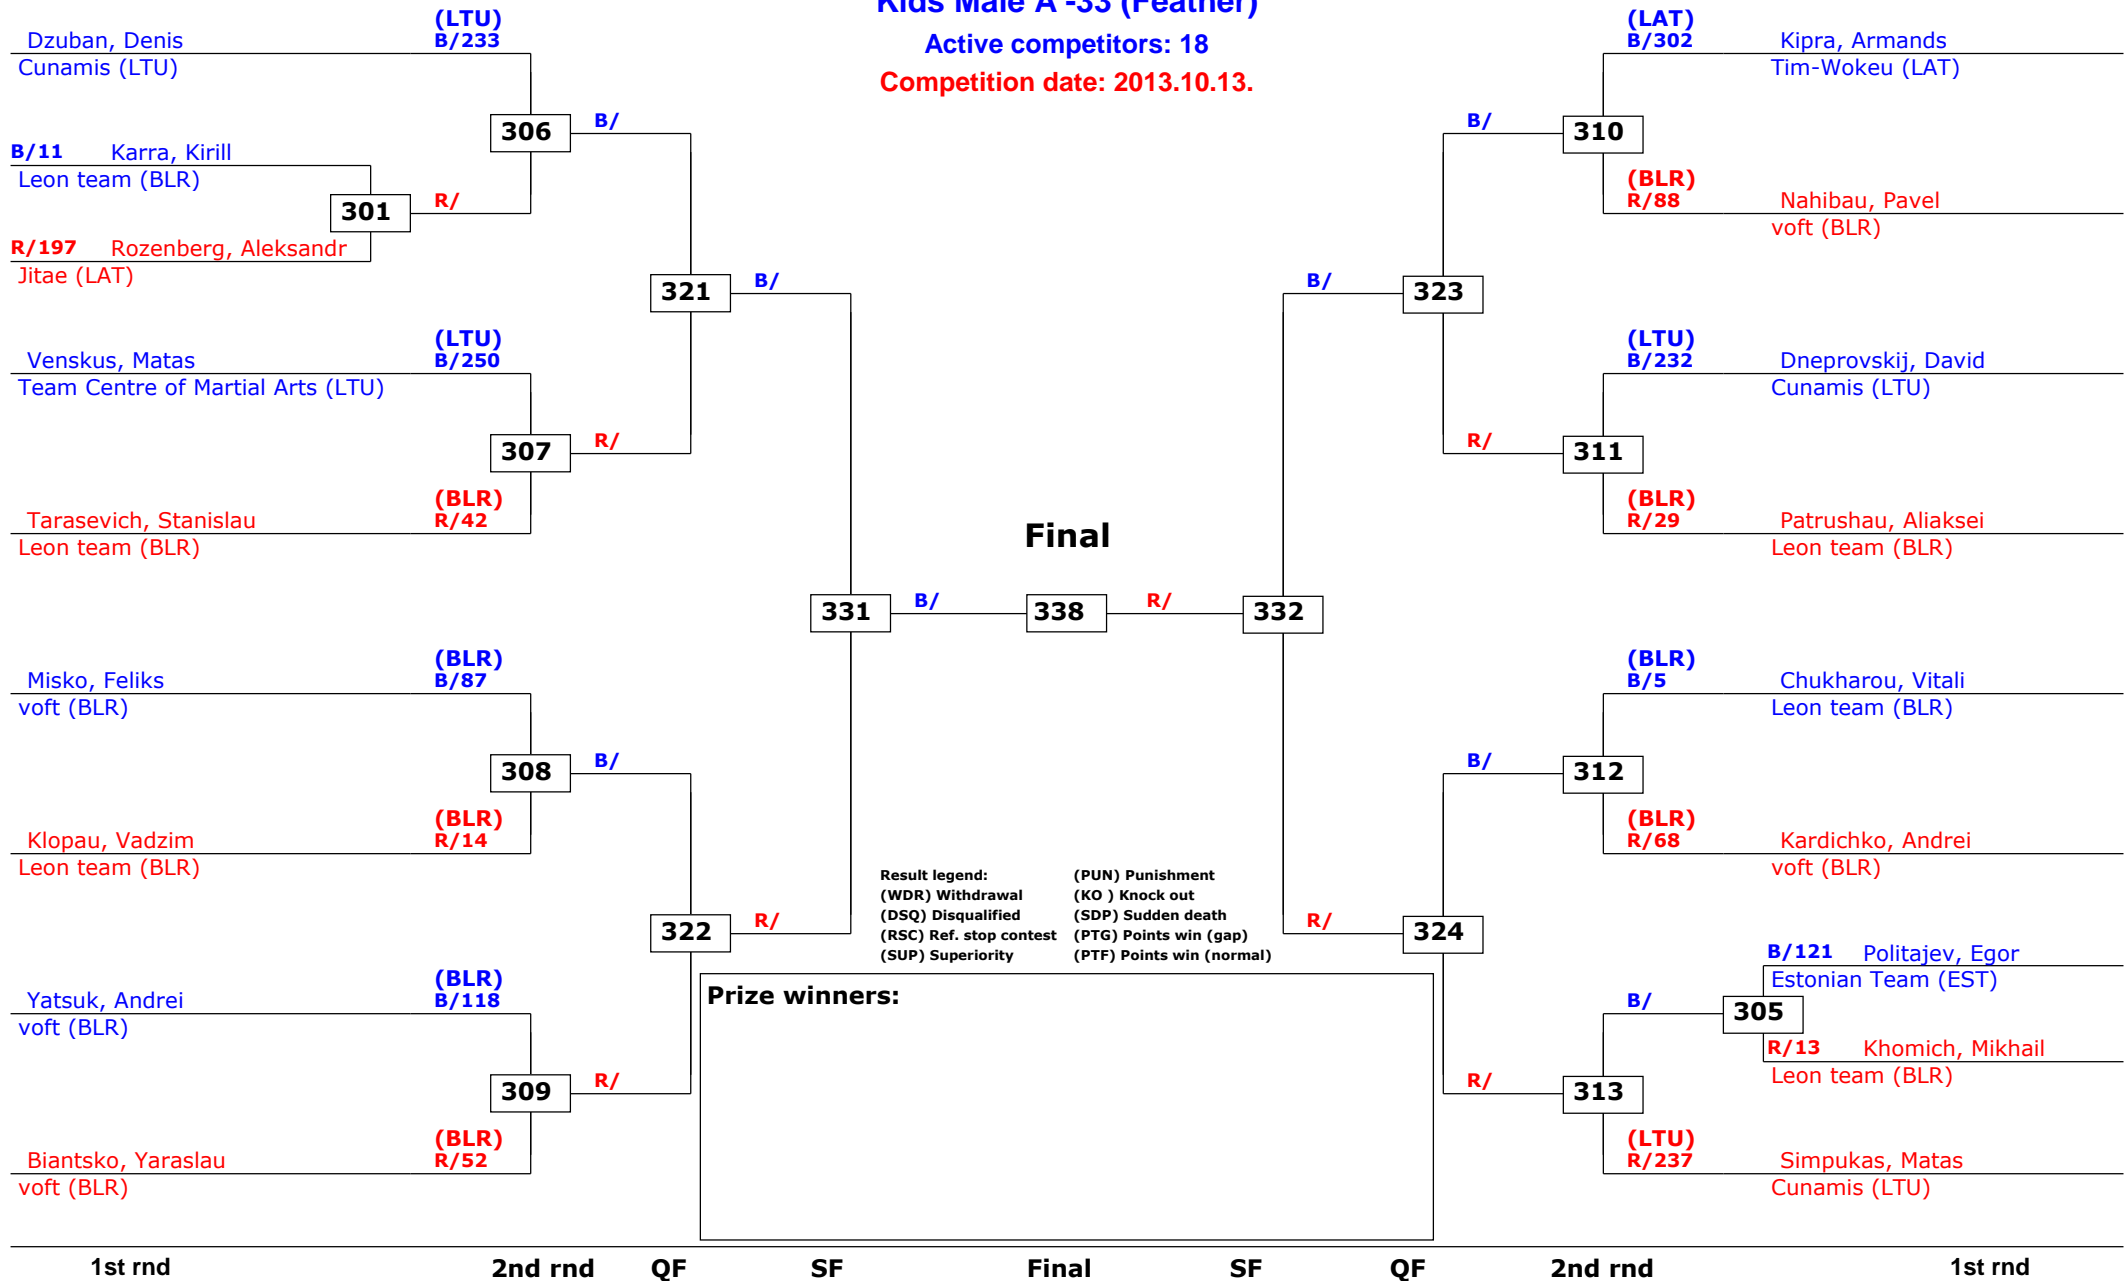 Kids Male A -33 (Feather)
Active competitors: 18
Competition date: 2013.10.13.
Dzuban, Denis
(LTU)
B/233
Cunamis (LTU)
306
B/
B/11 Karra, Kirill
Leon team (BLR)
301
R/
R/197 Rozenberg, Aleksandr
Jitae (LAT)
321
B/
Venskus, Matas
(LTU)
B/250
Team Centre of Martial Arts (LTU)
307
R/
Tarasevich, Stanislau
(BLR)
R/42
Leon team (BLR)
331
B/
Misko, Feliks
(BLR)
B/87
voft (BLR)
308
B/
Klopau, Vadzim
(BLR)
R/14
Leon team (BLR)
322
R/
Yatsuk, Andrei
(BLR)
B/118
voft (BLR)
309
R/
Biantsko, Yaraslau
(BLR)
R/52
voft (BLR)
Final
338
R/
332
(LAT)
B/302 Kipra, Armands
Tim-Wokeu (LAT)
B/
310
(BLR)
R/88 Nahibau, Pavel
voft (BLR)
B/
323
(LTU)
B/232 Dneprovskij, David
Cunamis (LTU)
R/
311
(BLR)
R/29 Patrushau, Aliaksei
Leon team (BLR)
(BLR)
B/5 Chukharou, Vitali
Leon team (BLR)
B/
312
(BLR)
R/68 Kardichko, Andrei
voft (BLR)
R/
324
B/121 Politajev, Egor
Estonian Team (EST)
B/
305
R/13 Khomich, Mikhail
Leon team (BLR)
R/
313
(LTU)
R/237 Simpukas, Matas
Cunamis (LTU)
Result legend: (PUN) Punishment
(WDR) Withdrawal (KO ) Knock out
(DSQ) Disqualified (SDP) Sudden death
(RSC) Ref. stop contest (PTG) Points win (gap)
(SUP) Superiority (PTF) Points win (normal)
Prize winners:
1st rnd 2nd rnd QF SF Final SF QF 2nd rnd 1st rnd